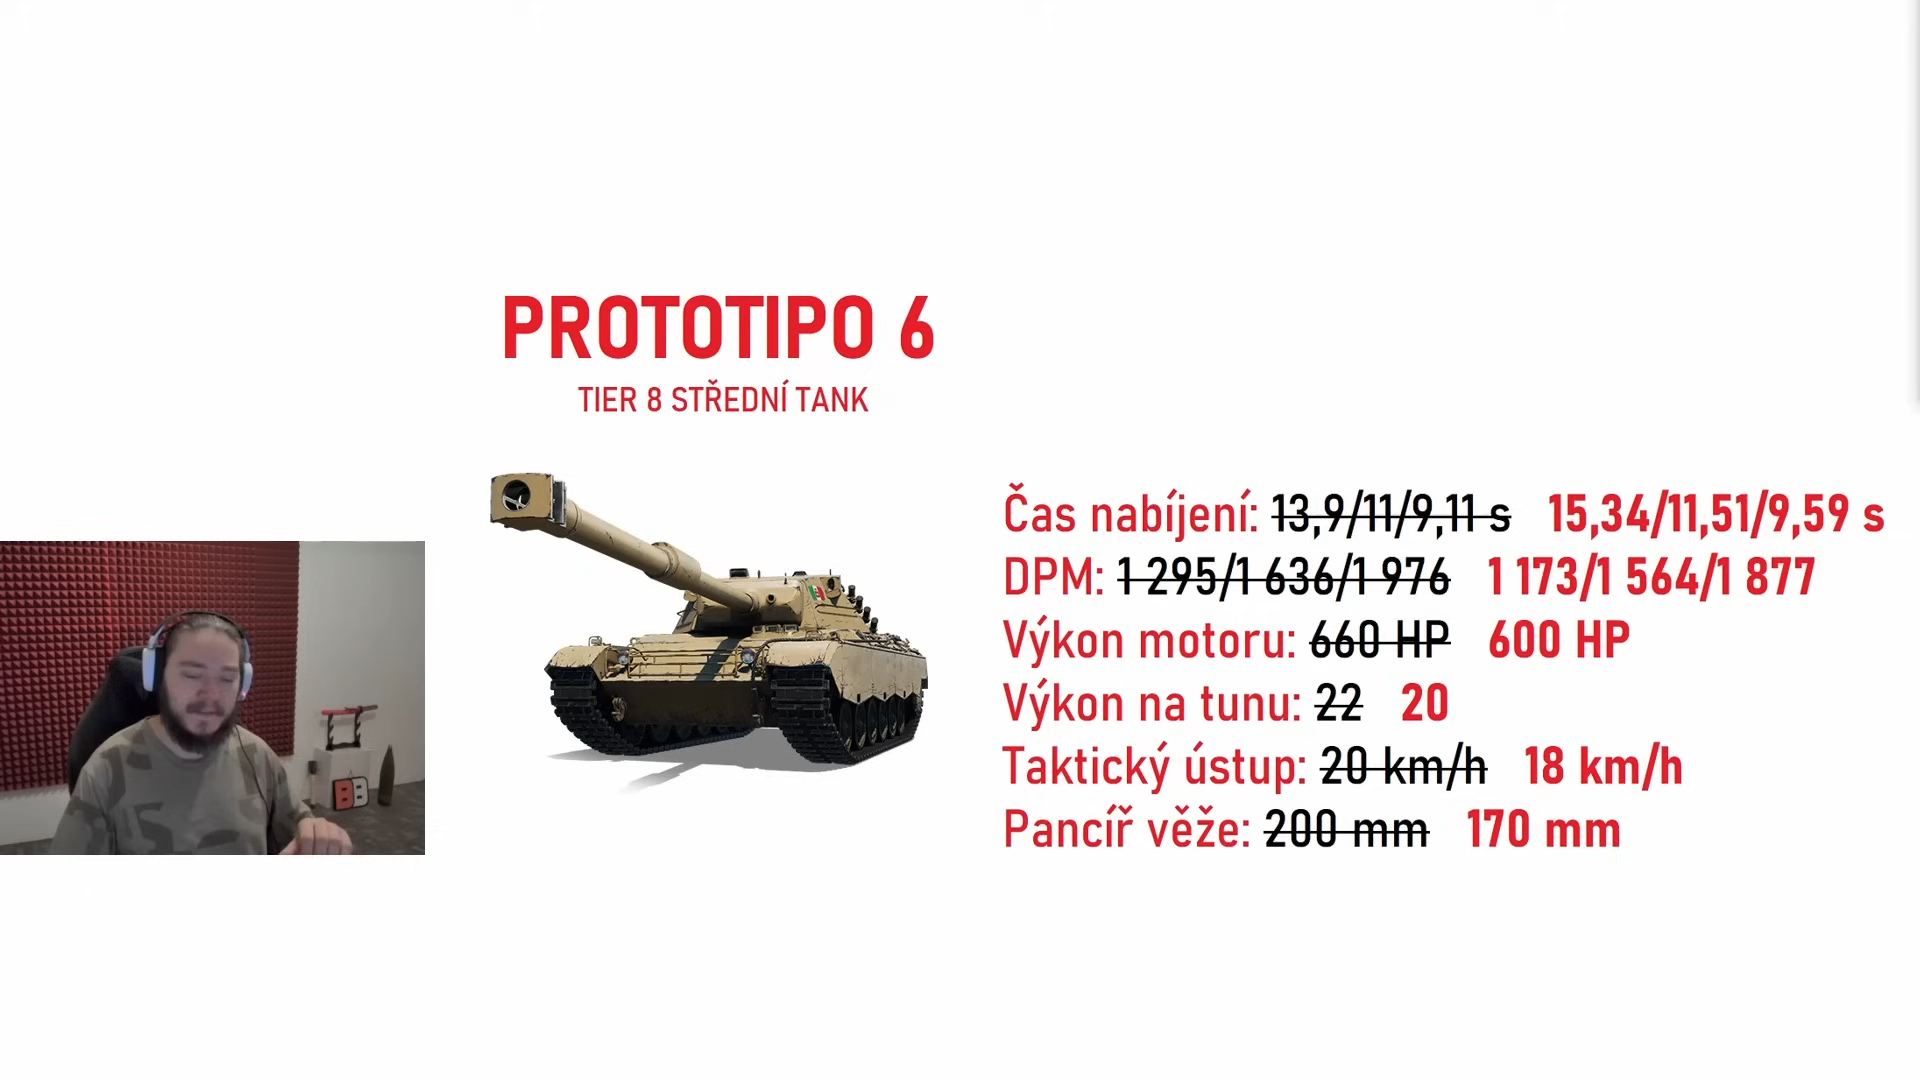 PROTOTIPO 6
TIER 8 STŘEDNÍ TANK
Čas nabíjení: 13,9/11/9,11 s 15,34/11,51/9,59 s
DPM: 1 295/1 636/1 976 1 173/1 564/1 877
Výkon motoru: 660 HP 600 HP
Výkon na tunu: 22 20
Taktický ústup: 20 km/h 18 km/h
Pancíř věže: 200 mm 170 mm